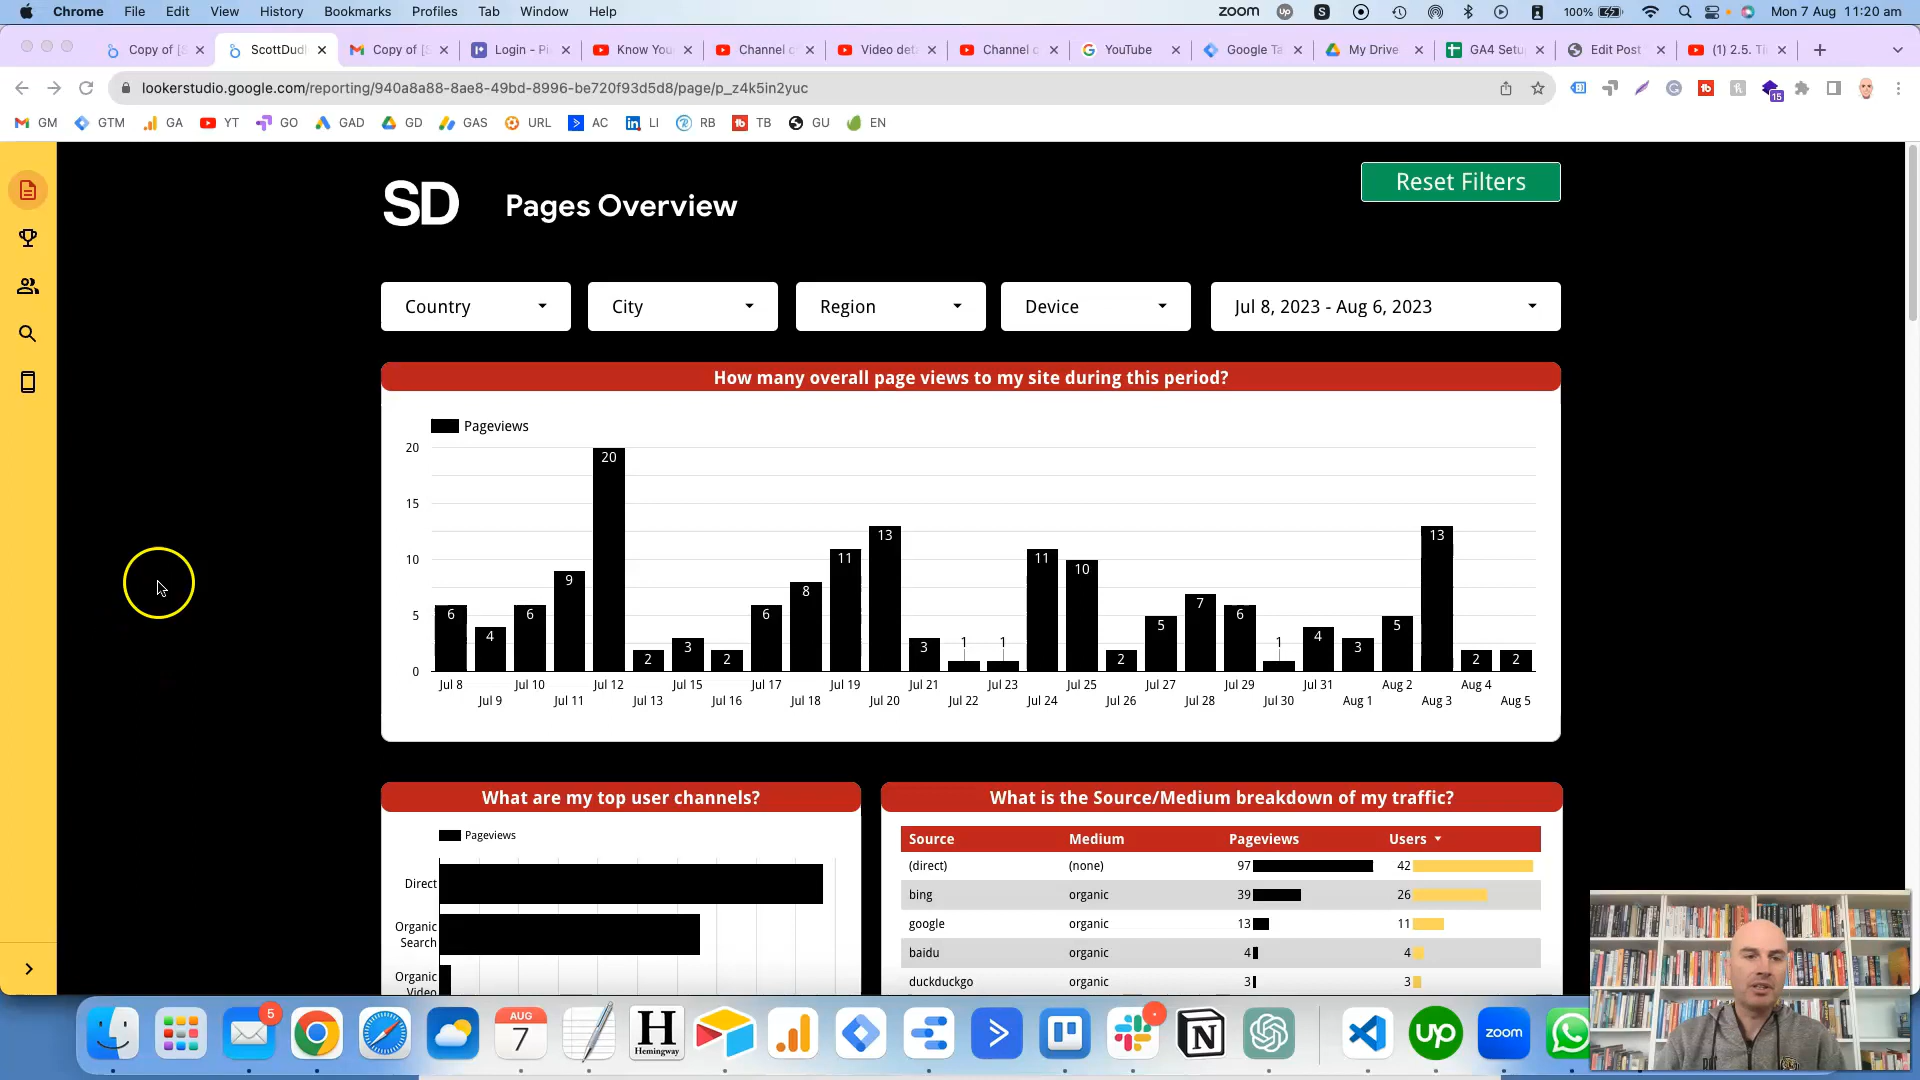 Chrome File Edit View History Bookmarks Profiles Tab Window Help zoom up S 100% Mon 7 Aug 11:20 am
Copy of [S ScottDudl Copy of [S Login - Pi Know You Channel c Video det Channel c YouTube Google Ta My Drive GA4 Setu Edit Post (1) 2.5. Ti
lookerstudio.google.com/reporting/940a8a88-8ae8-49bd-8996-be720f93d5d8/page/p_z4k5in2yuc 15
GM GTM GA YT GO GAD GD GAS URL AC LI RB TB GU EN
SD Pages Overview
Reset Filters
Country City Region Device Jul 8, 2023 - Aug 6, 2023
How many overall page views to my site during this period?
Pageviews
20
15
10
5
0
6 4 6 9 20 2 3 2 6 8 11 13 3 1 1 11 10 2 5 7 6 1 4 3 5 13 2 2
Jul 8 Jul 10 Jul 12 Jul 15 Jul 17 Jul 19 Jul 21 Jul 23 Jul 25 Jul 27 Jul 29 Jul 31 Aug 2 Aug 4
Jul 9 Jul 11 Jul 13 Jul 16 Jul 18 Jul 20 Jul 22 Jul 24 Jul 26 Jul 28 Jul 30 Aug 1 Aug 3 Aug 5
What are my top user channels?
Pageviews
Direct
Organic
Search
Organic
Video
What is the Source/Medium breakdown of my traffic?
Source Medium Pageviews Users
(direct) (none) 97 42
bing organic 39 26
google organic 13 11
baidu organic 4 4
duckduckgo organic 3 3
5 AUG 7 H Hemingway N up zoom